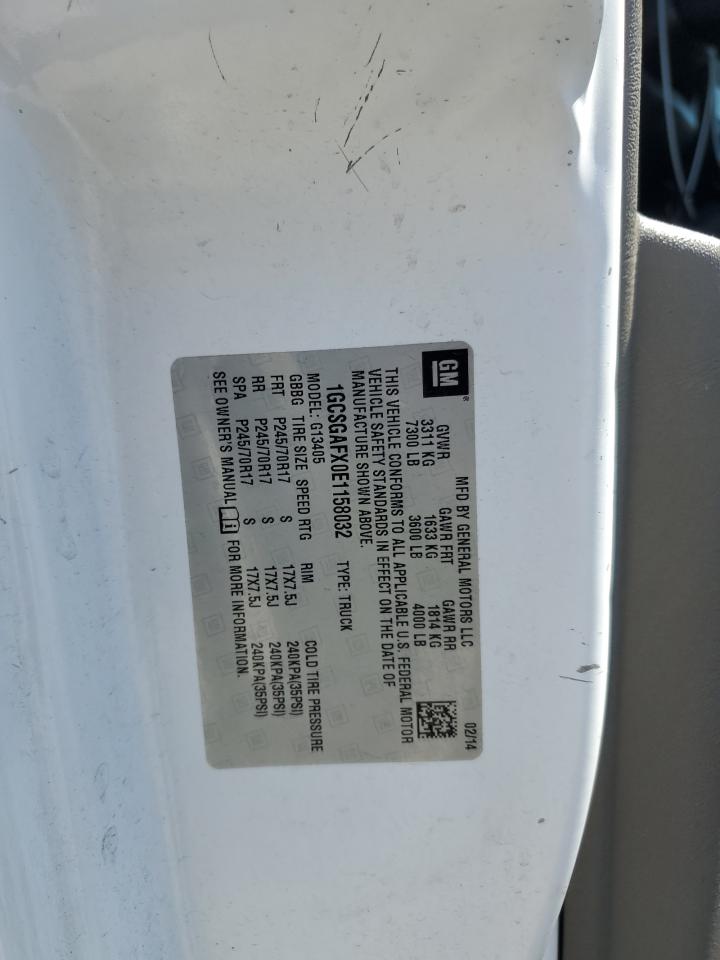 GM ®
MFD BY GENERAL MOTORS LLC 02/14
GVWR GAWR FRT GAWR RR
3311 KG 1633 KG 1814 KG
7300 LB 3600 LB 4000 LB
THIS VEHICLE CONFORMS TO ALL APPLICABLE U.S. FEDERAL MOTOR
VEHICLE SAFETY STANDARDS IN EFFECT ON THE DATE OF
MANUFACTURE SHOWN ABOVE.
1GCSGAFX0E1158032 TYPE: TRUCK
MODEL: G13405
GBBG TIRE SIZE SPEED RTG RIM COLD TIRE PRESSURE
FRT P245/70R17 S 17X7.5J 240KPA(35PSI)
RR P245/70R17 S 17X7.5J 240KPA(35PSI)
SPA P245/70R17 S 17X7.5J 240KPA(35PSI)
SEE OWNER'S MANUAL FOR MORE INFORMATION.